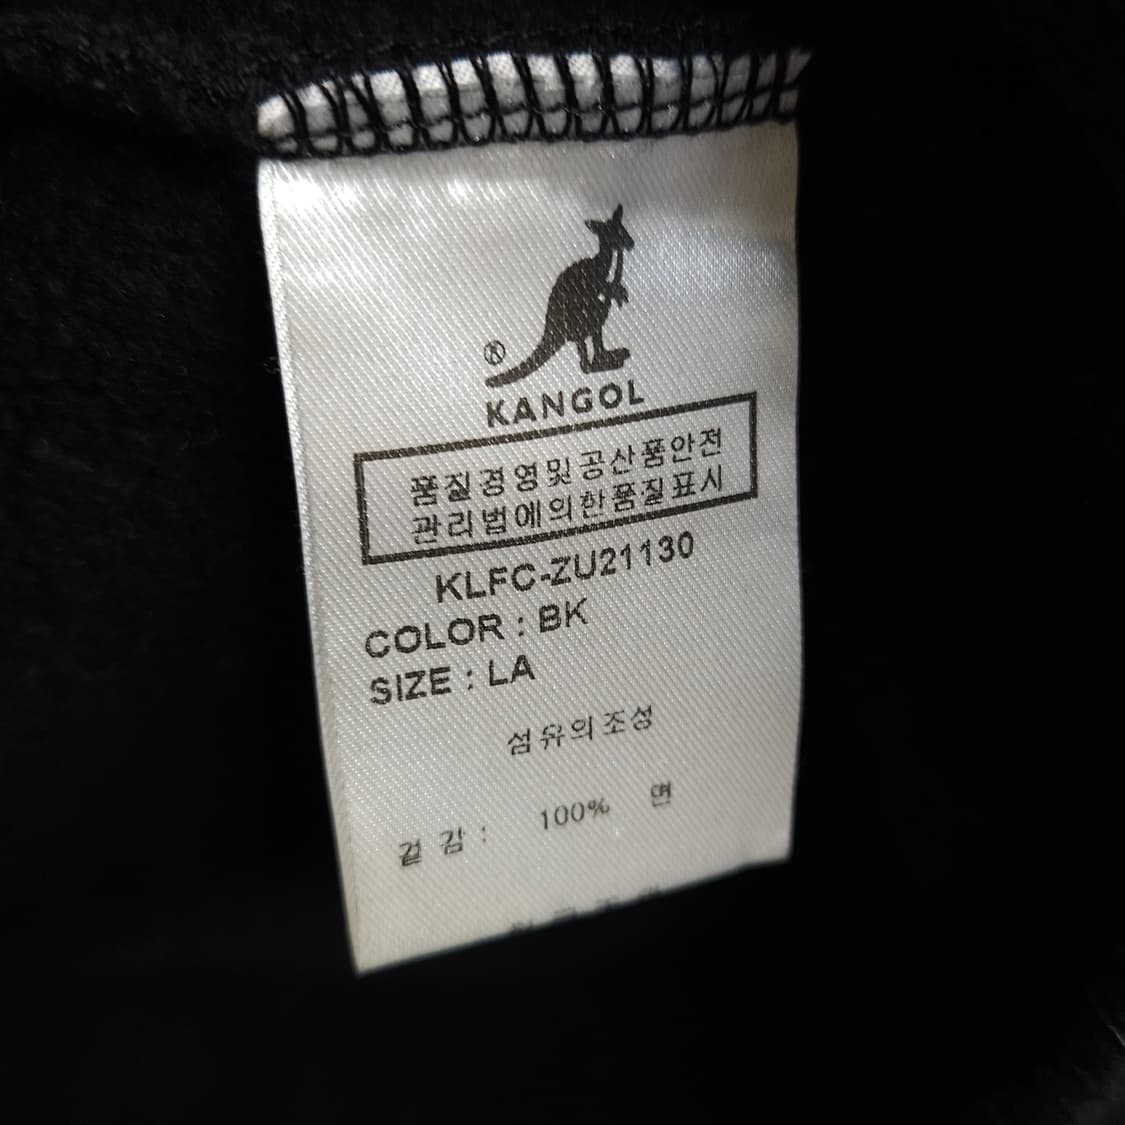 ®
KANGOL
품질경영및공산품안전
관리법에의한품질표시
KLFC-ZU21130
COLOR : BK
SIZE : LA
섬유의조성
겉감 : 100% 면